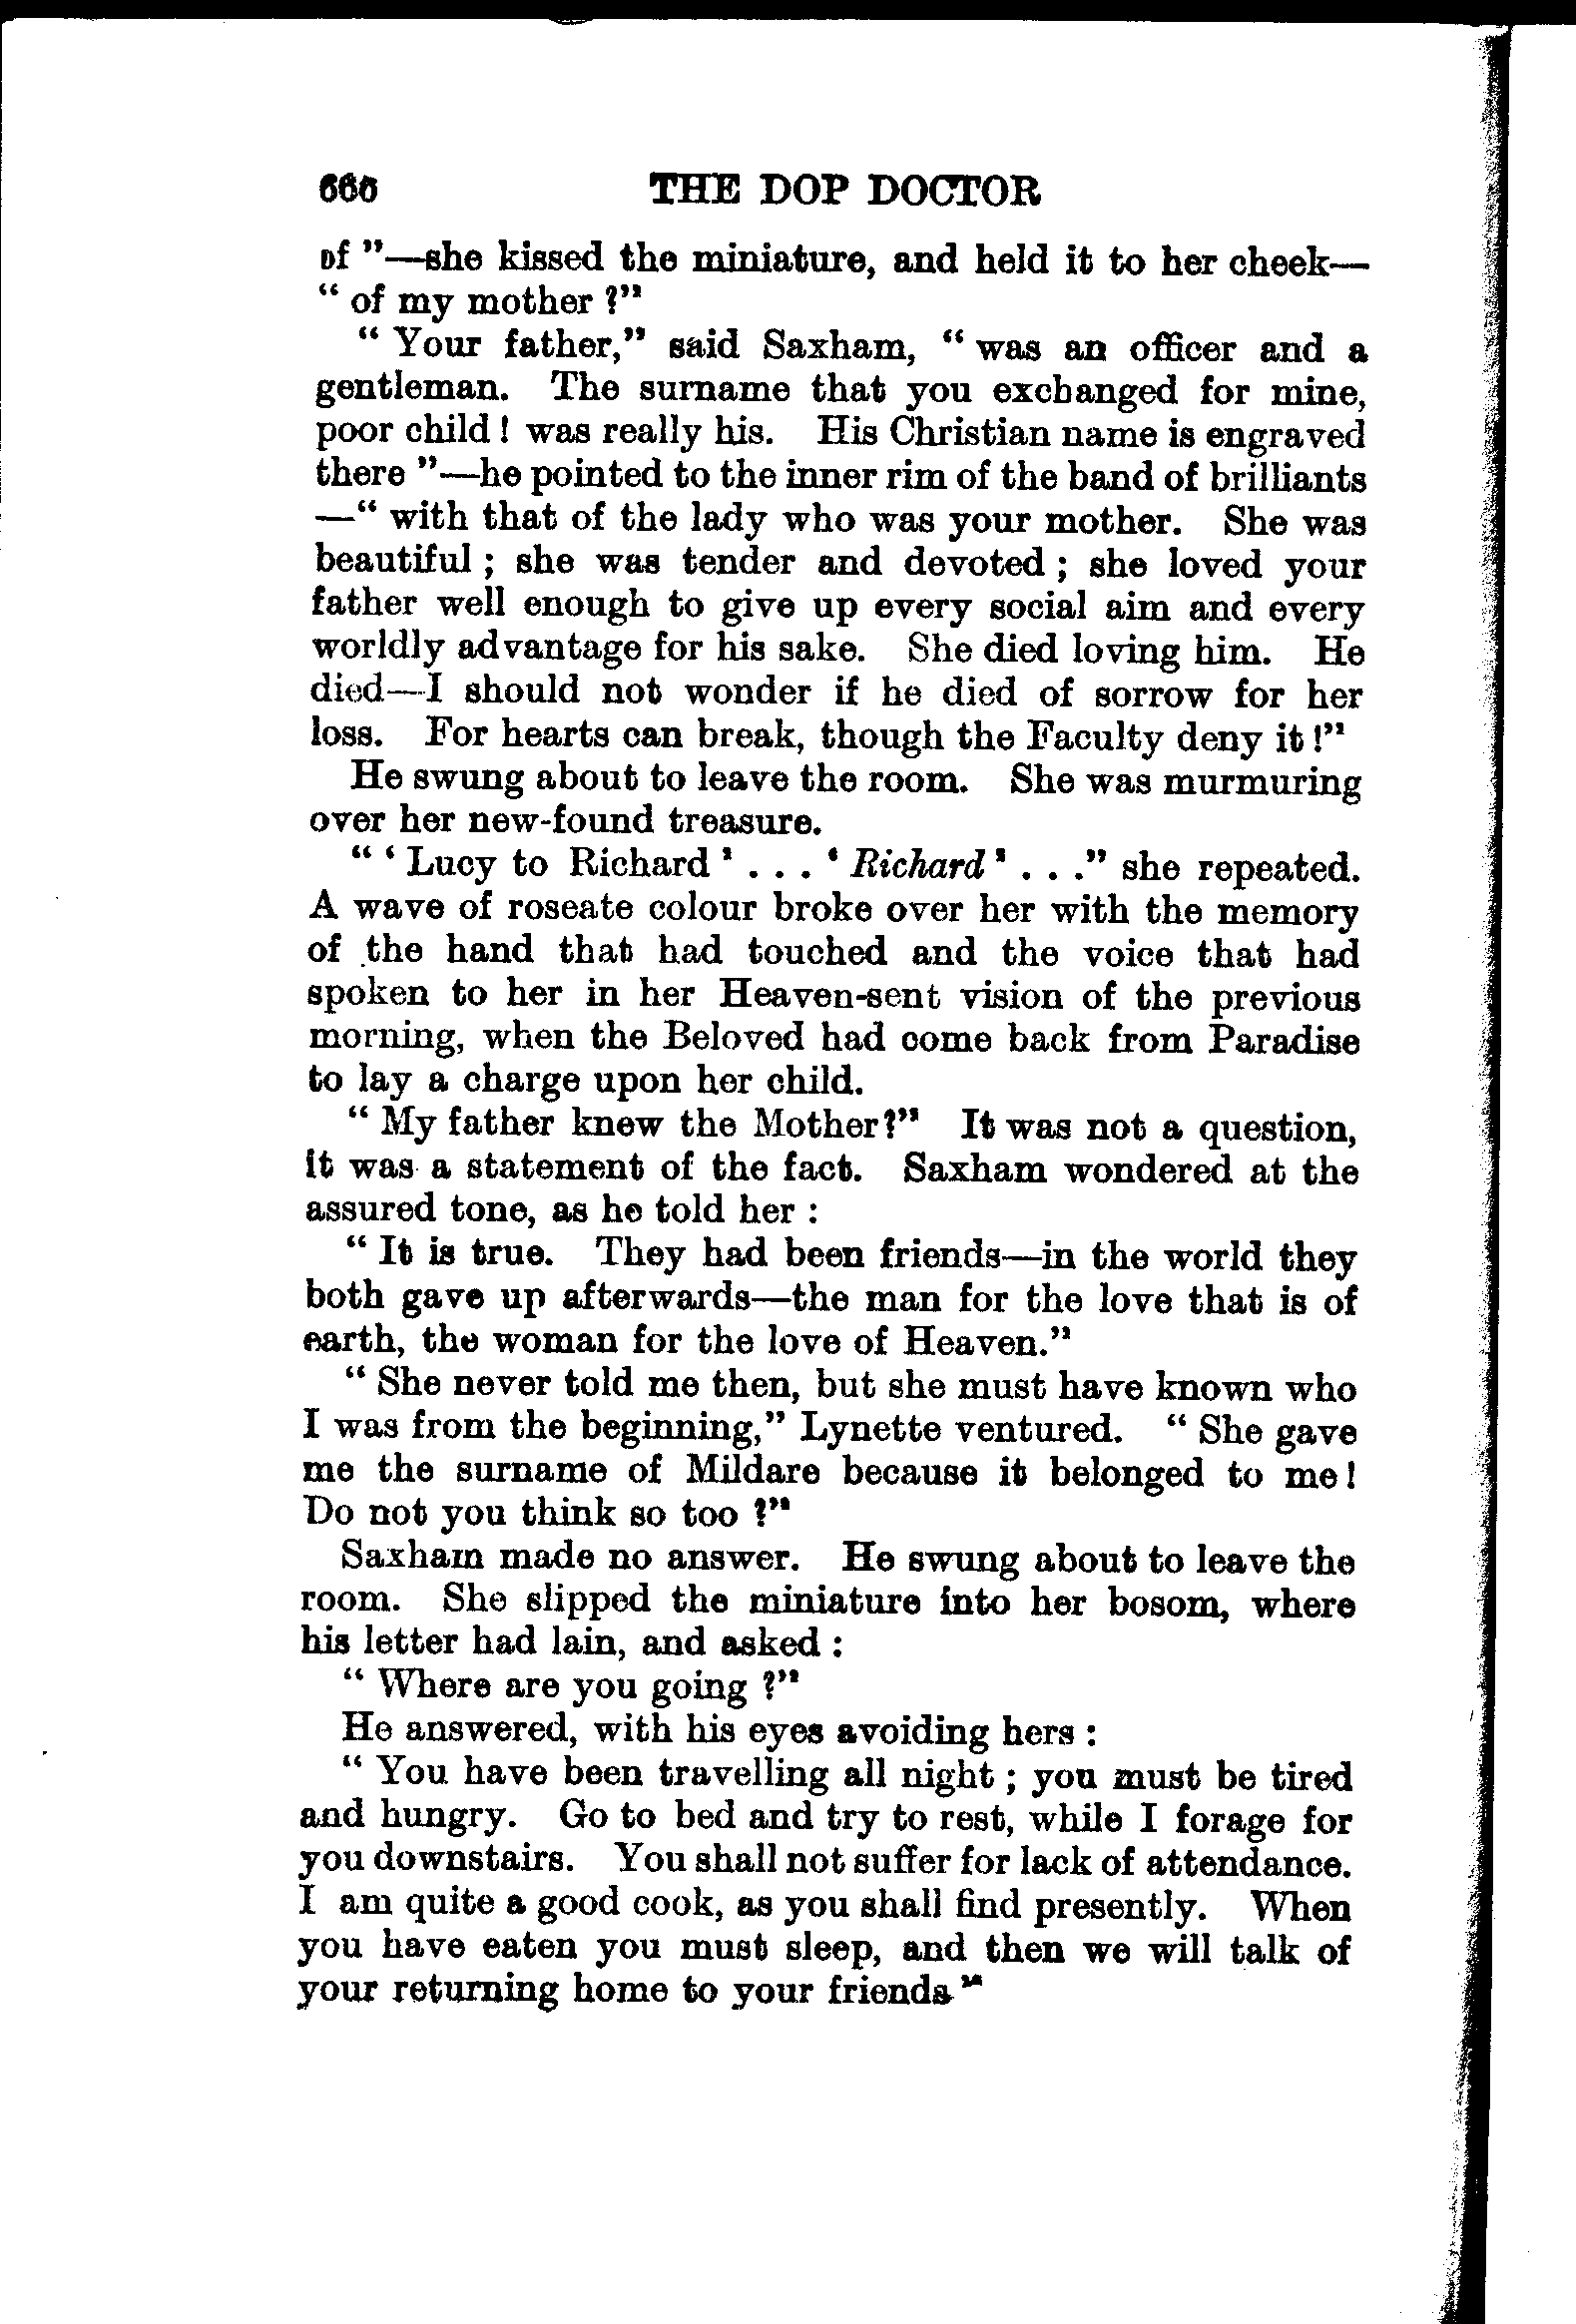 666 THE DOP DOCTOR
of "—she kissed the miniature, and held it to her cheek—
" of my mother ?"
" Your father," said Saxham, " was an officer and a
gentleman. The surname that you exchanged for mine,
poor child ! was really his. His Christian name is engraved
there "—he pointed to the inner rim of the band of brilliants
—" with that of the lady who was your mother. She was
beautiful ; she was tender and devoted ; she loved your
father well enough to give up every social aim and every
worldly advantage for his sake. She died loving him. He
died—I should not wonder if he died of sorrow for her
loss. For hearts can break, though the Faculty deny it !"
He swung about to leave the room. She was murmuring
over her new-found treasure.
" ' Lucy to Richard ' . . . ' Richard ' . . ." she repeated.
A wave of roseate colour broke over her with the memory
of the hand that had touched and the voice that had
spoken to her in her Heaven-sent vision of the previous
morning, when the Beloved had come back from Paradise
to lay a charge upon her child.
" My father knew the Mother?" It was not a question,
it was a statement of the fact. Saxham wondered at the
assured tone, as he told her :
" It is true. They had been friends—in the world they
both gave up afterwards—the man for the love that is of
earth, the woman for the love of Heaven."
" She never told me then, but she must have known who
I was from the beginning," Lynette ventured. " She gave
me the surname of Mildare because it belonged to me !
Do not you think so too ?"
Saxham made no answer. He swung about to leave the
room. She slipped the miniature into her bosom, where
his letter had lain, and asked :
" Where are you going ?"
He answered, with his eyes avoiding hers :
" You have been travelling all night ; you must be tired
and hungry. Go to bed and try to rest, while I forage for
you downstairs. You shall not suffer for lack of attendance.
I am quite a good cook, as you shall find presently. When
you have eaten you must sleep, and then we will talk of
your returning home to your friends"